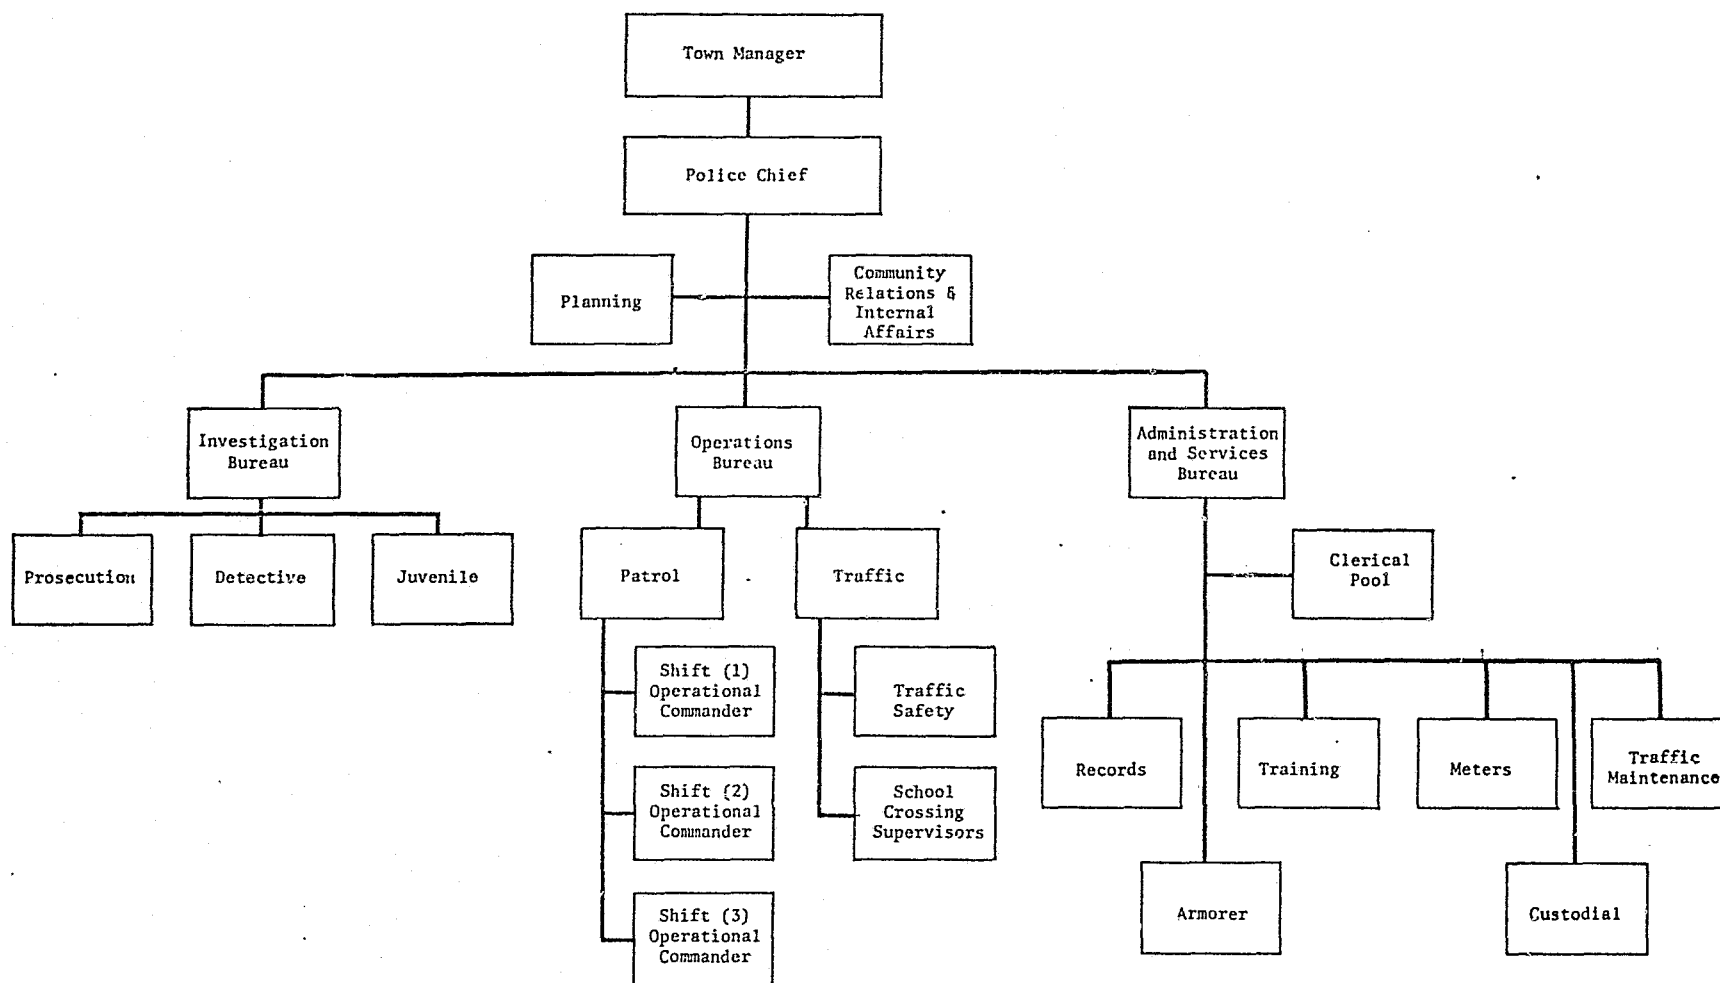 Town Manager
Police Chief
Planning
Community
Relations &
Internal
Affairs
Investigation
Bureau
Operations
Bureau
Administration
and Services
Bureau
Prosecution
Detective
Juvenile
Patrol
Traffic
Clerical
Pool
Shift (1)
Operational
Commander
Traffic
Safety
Shift (2)
Operational
Commander
School
Crossing
Supervisors
Shift (3)
Operational
Commander
Records
Training
Meters
Traffic
Maintenance
Armorer
Custodial